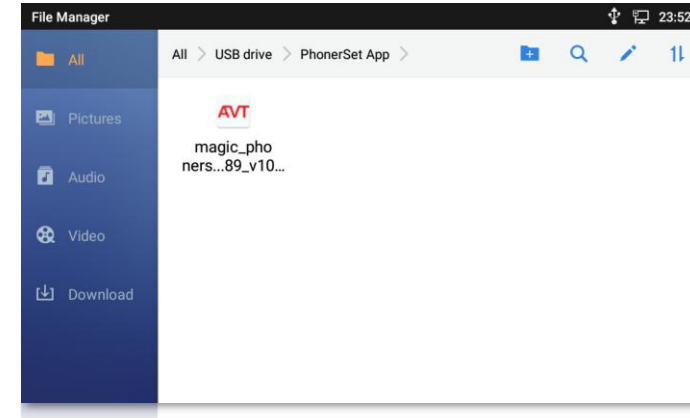 File Manager 23:52
All
All > USB drive > PhonerSet App >
Pictures
AVT
magic_pho
ners...89_v10...
Audio
Video
Download